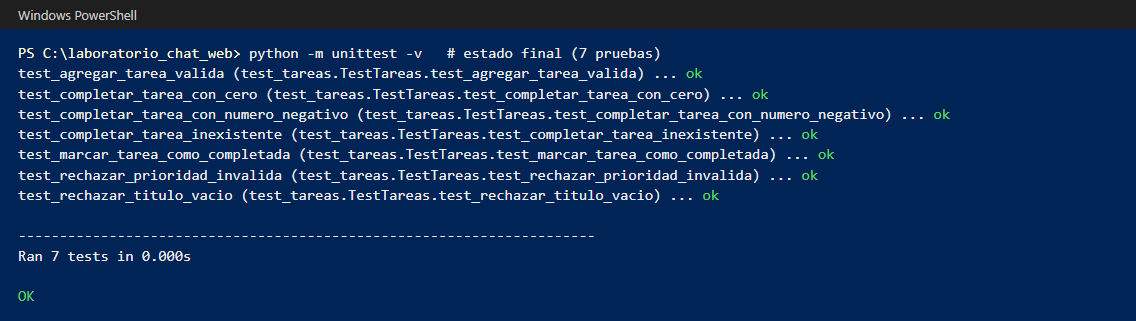 Windows PowerShell
PS C:\laboratorio_chat_web> python -m unittest -v   # estado final (7 pruebas)
test_agregar_tarea_valida (test_tareas.TestTareas.test_agregar_tarea_valida) ... ok
test_completar_tarea_con_cero (test_tareas.TestTareas.test_completar_tarea_con_cero) ... ok
test_completar_tarea_con_numero_negativo (test_tareas.TestTareas.test_completar_tarea_con_numero_negativo) ... ok
test_completar_tarea_inexistente (test_tareas.TestTareas.test_completar_tarea_inexistente) ... ok
test_marcar_tarea_como_completada (test_tareas.TestTareas.test_marcar_tarea_como_completada) ... ok
test_rechazar_prioridad_invalida (test_tareas.TestTareas.test_rechazar_prioridad_invalida) ... ok
test_rechazar_titulo_vacio (test_tareas.TestTareas.test_rechazar_titulo_vacio) ... ok
----------------------------------------------------------------------
Ran 7 tests in 0.000s
OK